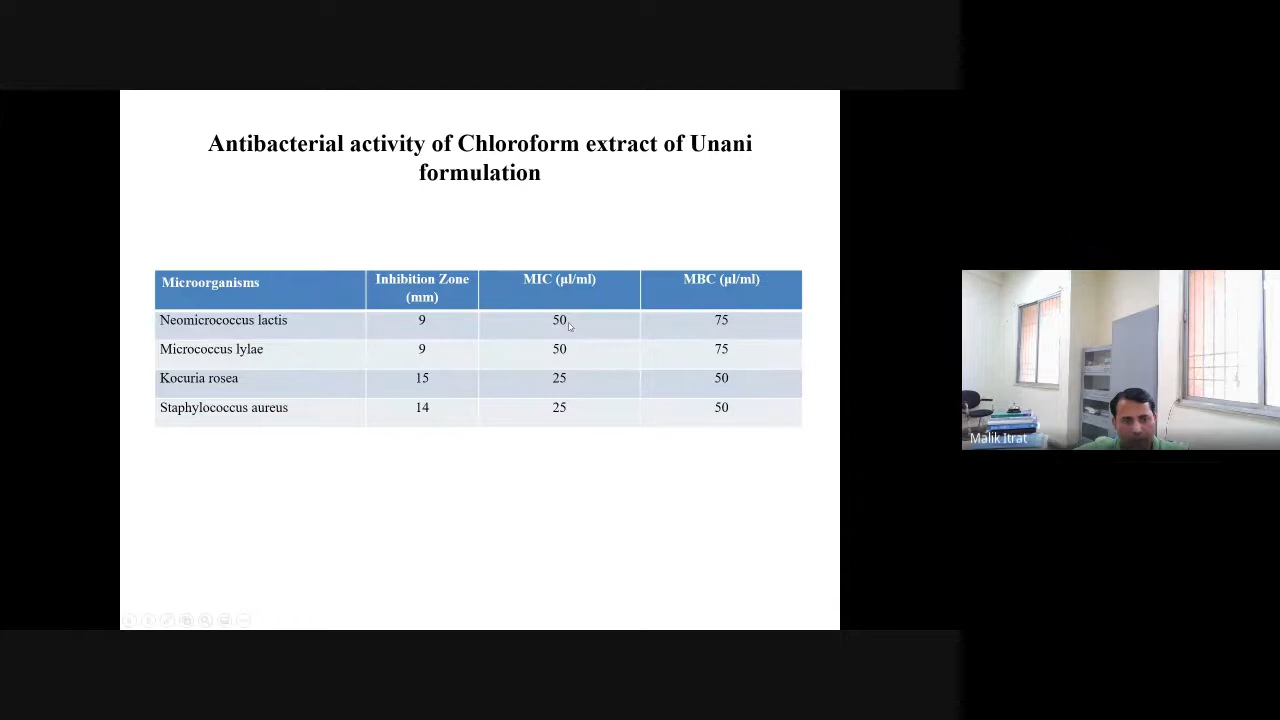 Antibacterial activity of Chloroform extract of Unani
formulation
Microorganisms Inhibition Zone (mm) MIC (µl/ml) MBC (µl/ml)
Neomicrococcus lactis 9 50 75
Micrococcus lylae 9 50 75
Kocuria rosea 15 25 50
Staphylococcus aureus 14 25 50
Malik Itrat